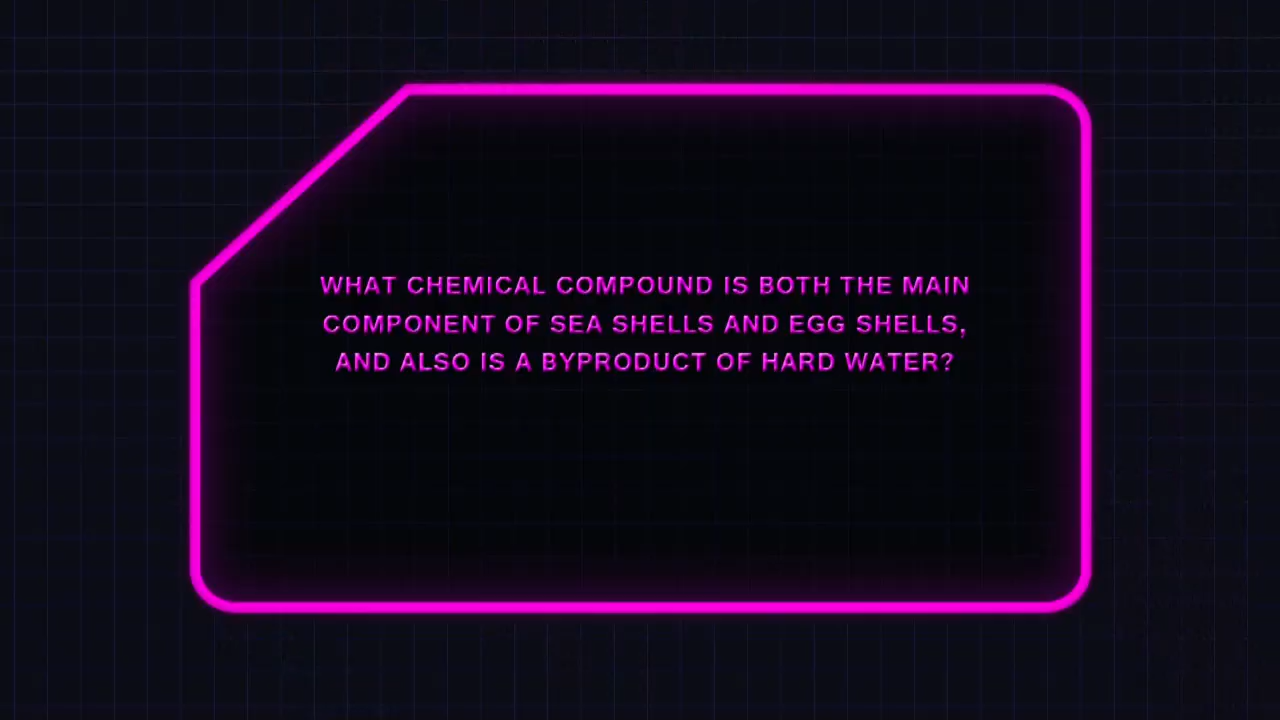 WHAT CHEMICAL COMPOUND IS BOTH THE MAIN
COMPONENT OF SEA SHELLS AND EGG SHELLS,
AND ALSO IS A BYPRODUCT OF HARD WATER?